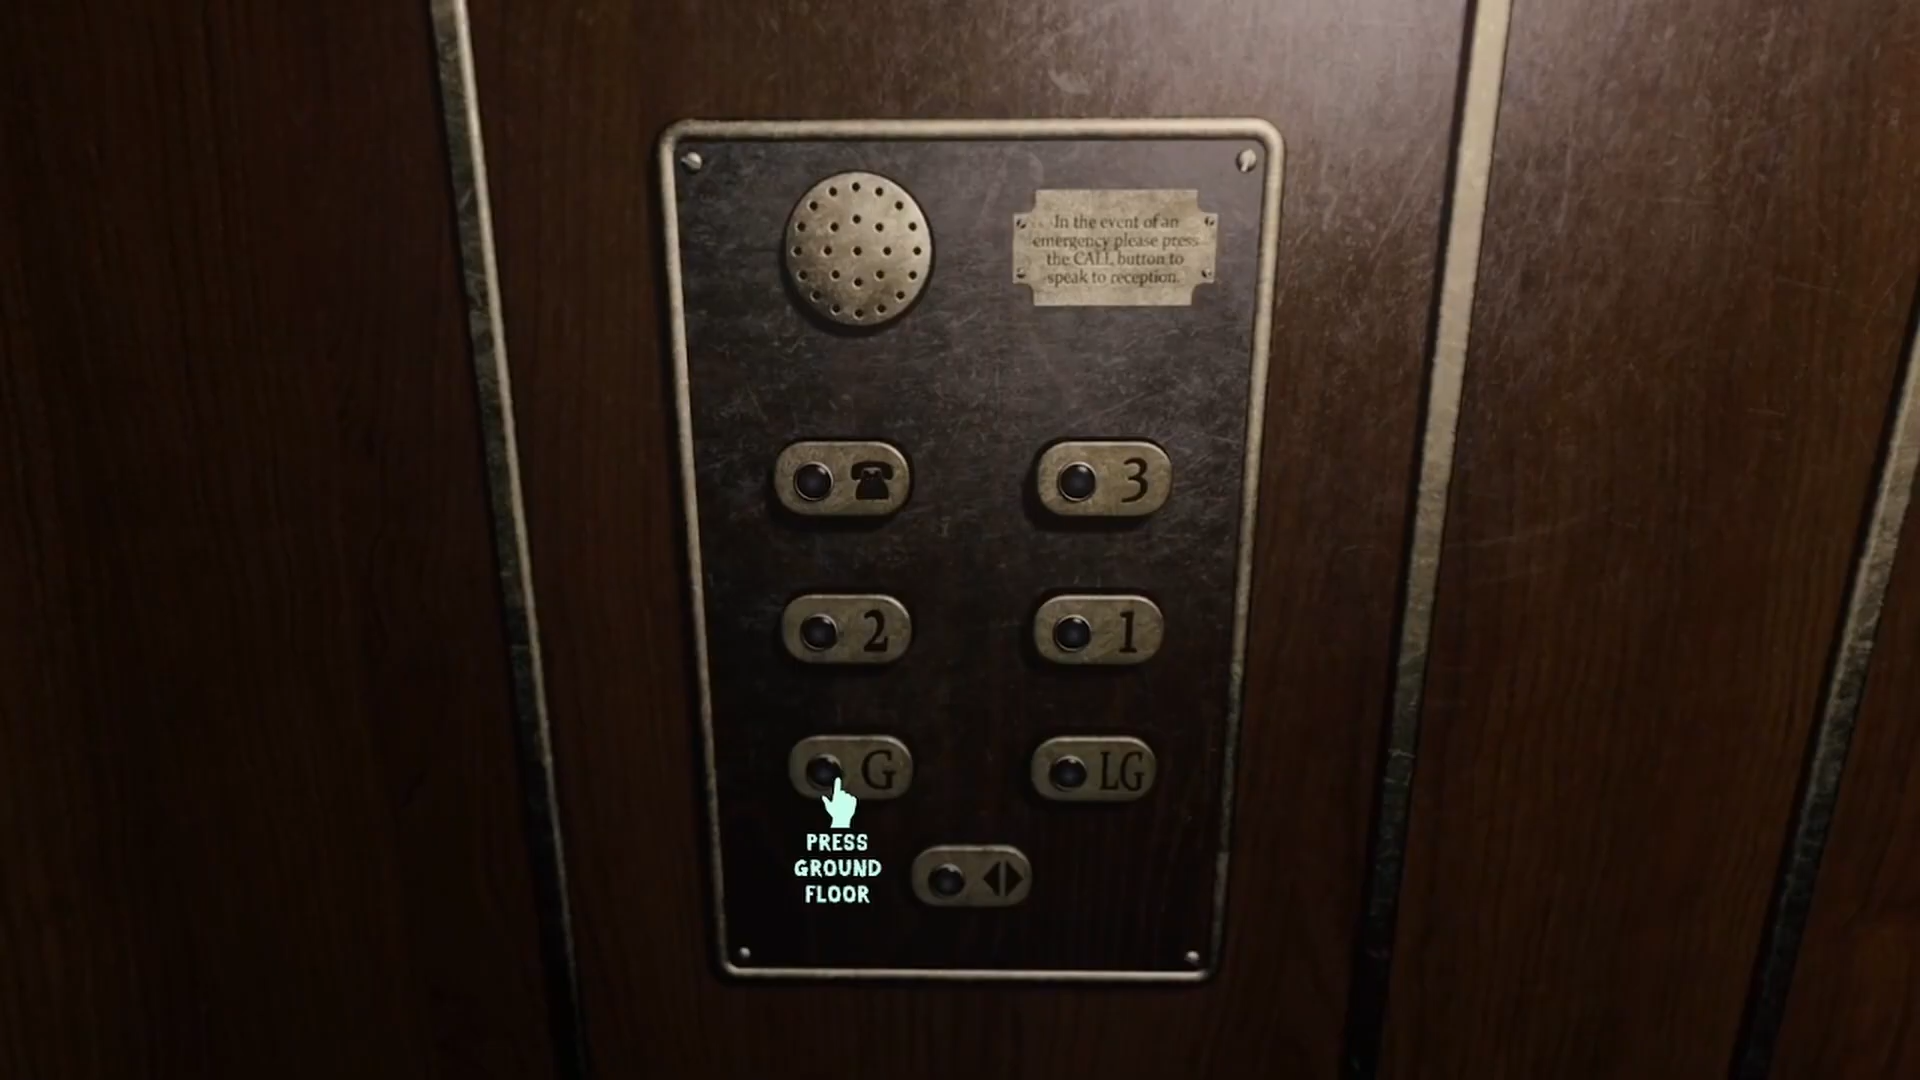 In the event of an
emergency please press
the CALL button to
speak to reception.
3
2
1
G
LG
PRESS
GROUND
FLOOR